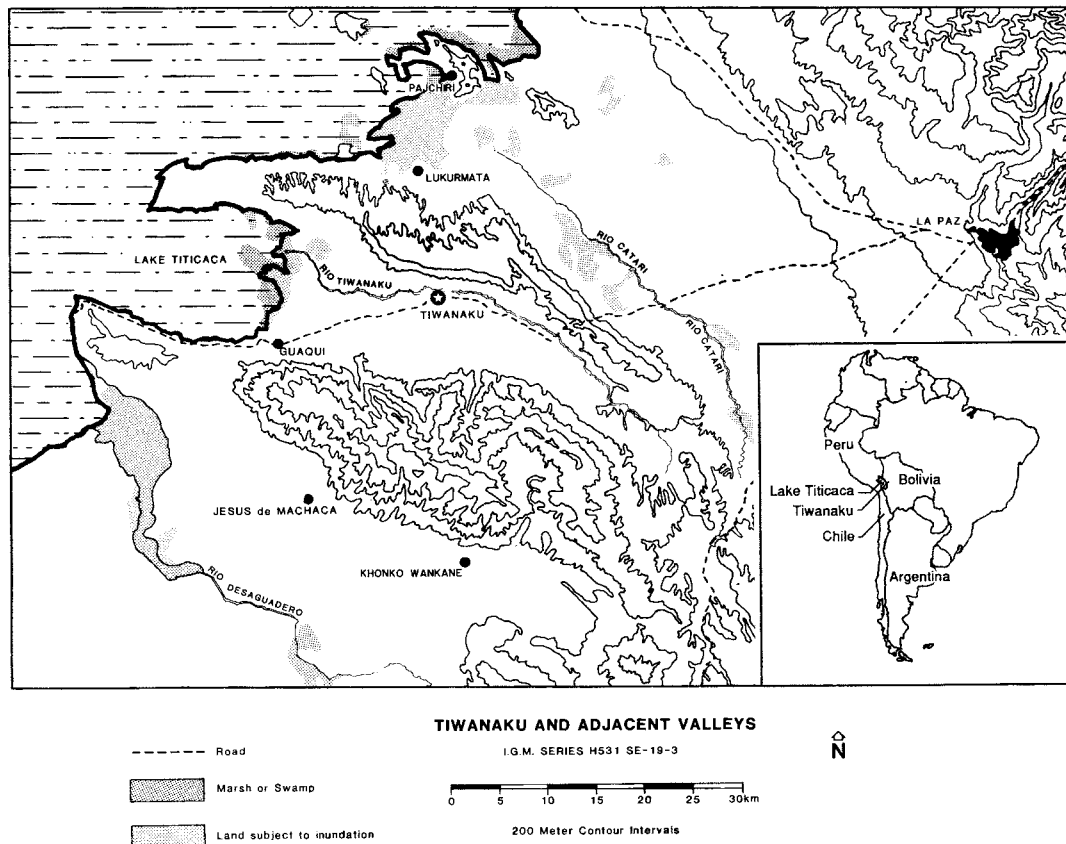 PAJCHIRI
LUKURMATA
LA PAZ
RIO CATARI
LAKE TITICACA
RIO TIWANAKU
TIWANAKU
RIO CATARI
GUAQUI
Peru
Bolivia
Lake Titicaca
Tiwanaku
Chile
Argentina
JESUS de MACHACA
KHONKO WANKANE
RIO DESAGUADERO
TIWANAKU AND ADJACENT VALLEYS
I.G.M. SERIES H531 SE-19-3
N
Road
Marsh or Swamp
Land subject to inundation
0 5 10 15 20 25 30km
200 Meter Contour Intervals